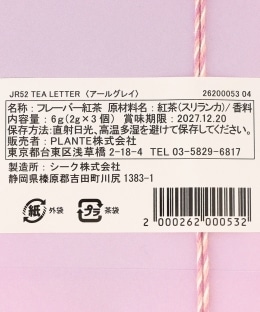 JR52 TEA LETTER 〈アールグレイ〉 26200053 04
名称：フレーバー紅茶 原材料名：紅茶(スリランカ)/香料
内容量：6g(2g×3個) 賞味期限：2027.12.20
保存方法：直射日光、高温多湿を避けて保存ください。
販売者：PLANTE株式会社
東京都台東区浅草橋2-18-4 TEL 03-5829-6817
製造所：シーク株式会社
静岡県榛原郡吉田町川尻 1383-1
紙 外袋 プラ 茶袋
2 000262 000532